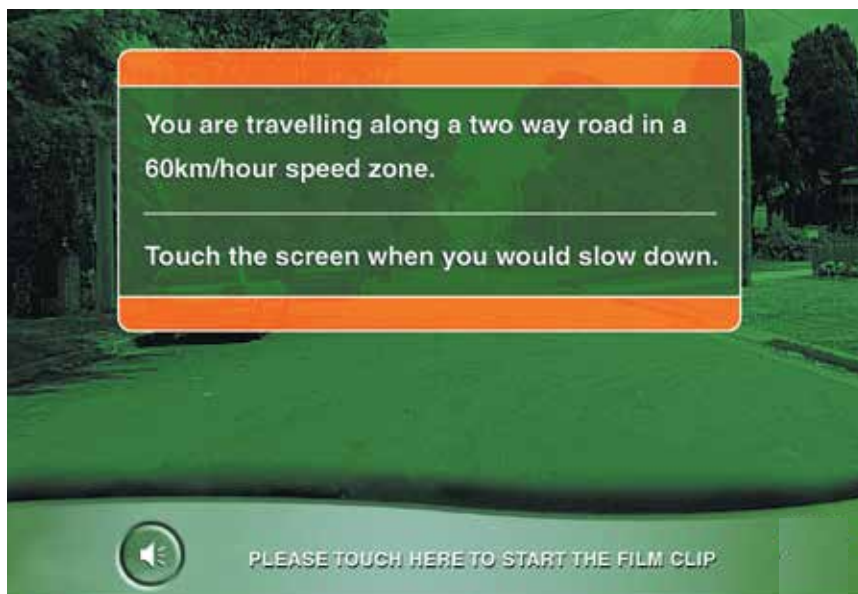 You are travelling along a two way road in a
60km/hour speed zone.
Touch the screen when you would slow down.
PLEASE TOUCH HERE TO START THE FILM CLIP